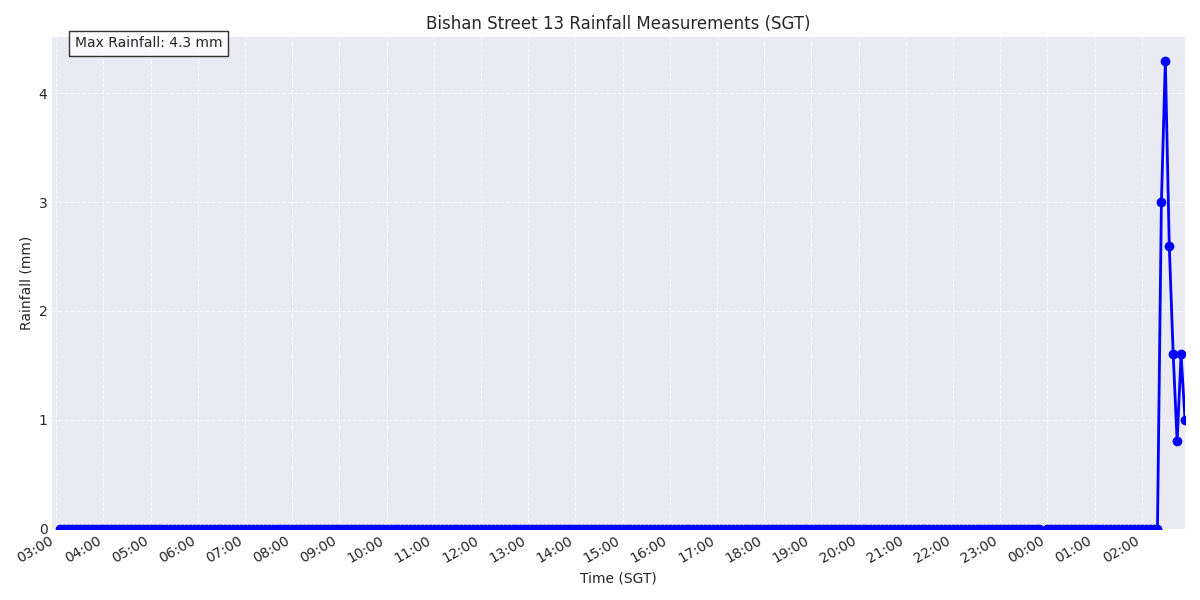 Bishan Street 13 Rainfall Measurements (SGT)
Max Rainfall: 4.3 mm
Rainfall (mm)
4
3
2
1
0
03:00 04:00 05:00 06:00 07:00 08:00 09:00 10:00 11:00 12:00 13:00 14:00 15:00 16:00 17:00 18:00 19:00 20:00 21:00 22:00 23:00 00:00 01:00 02:00
Time (SGT)